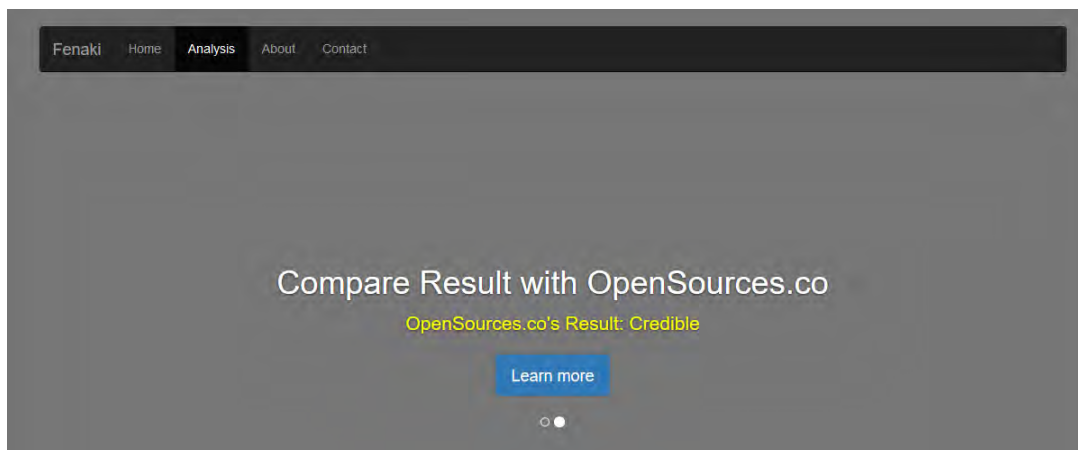 Fenaki Home Analysis About Contact
Compare Result with OpenSources.co
OpenSources.co's Result: Credible
Learn more